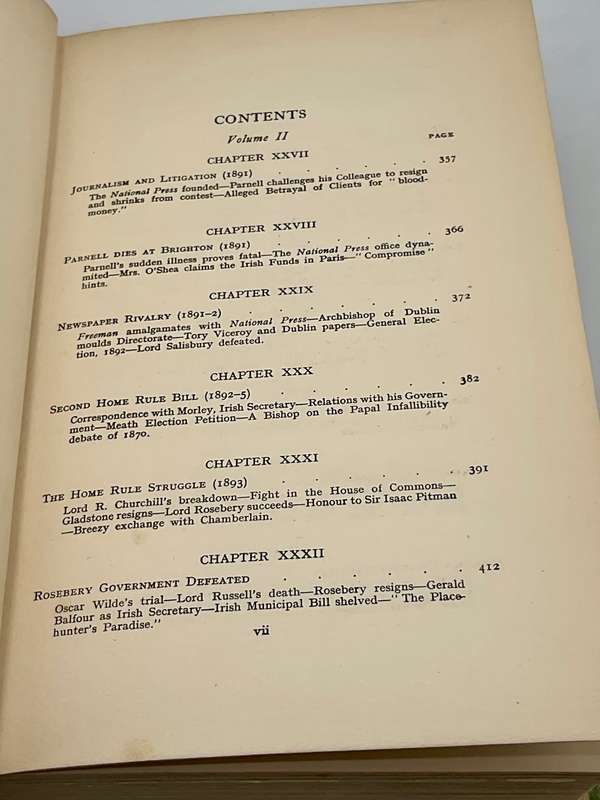 CONTENTS
Volume II
PAGE
CHAPTER XXVII
JOURNALISM AND LITIGATION (1891) . . . . . 357
The National Press founded—Parnell challenges his Colleague to resign
and shrinks from contest—Alleged Betrayal of Clients for "blood-
money."
CHAPTER XXVIII
PARNELL DIES AT BRIGHTON (1891) . . . . . . 366
Parnell's sudden illness proves fatal—The National Press office dyna-
mited—Mrs. O'Shea claims the Irish Funds in Paris—"Compromise"
hints.
CHAPTER XXIX
NEWSPAPER RIVALRY (1891-2) . . . . . . 372
Freeman amalgamates with National Press—Archbishop of Dublin
moulds Directorate—Tory Viceroy and Dublin papers—General Elec-
tion, 1892—Lord Salisbury defeated.
CHAPTER XXX
SECOND HOME RULE BILL (1892-5) . . . . . . 382
Correspondence with Morley, Irish Secretary—Relations with his Govern-
ment—Meath Election Petition—A Bishop on the Papal Infallibility
debate of 1870.
CHAPTER XXXI
THE HOME RULE STRUGGLE (1893) . . . . . . 391
Lord R. Churchill's breakdown—Fight in the House of Commons—
Gladstone resigns—Lord Rosebery succeeds—Honour to Sir Isaac Pitman
—Breezy exchange with Chamberlain.
CHAPTER XXXII
ROSEBERY GOVERNMENT DEFEATED . . . . . . 412
Oscar Wilde's trial—Lord Russell's death—Rosebery resigns—Gerald
Balfour as Irish Secretary—Irish Municipal Bill shelved—"The Place-
hunter's Paradise."
vii